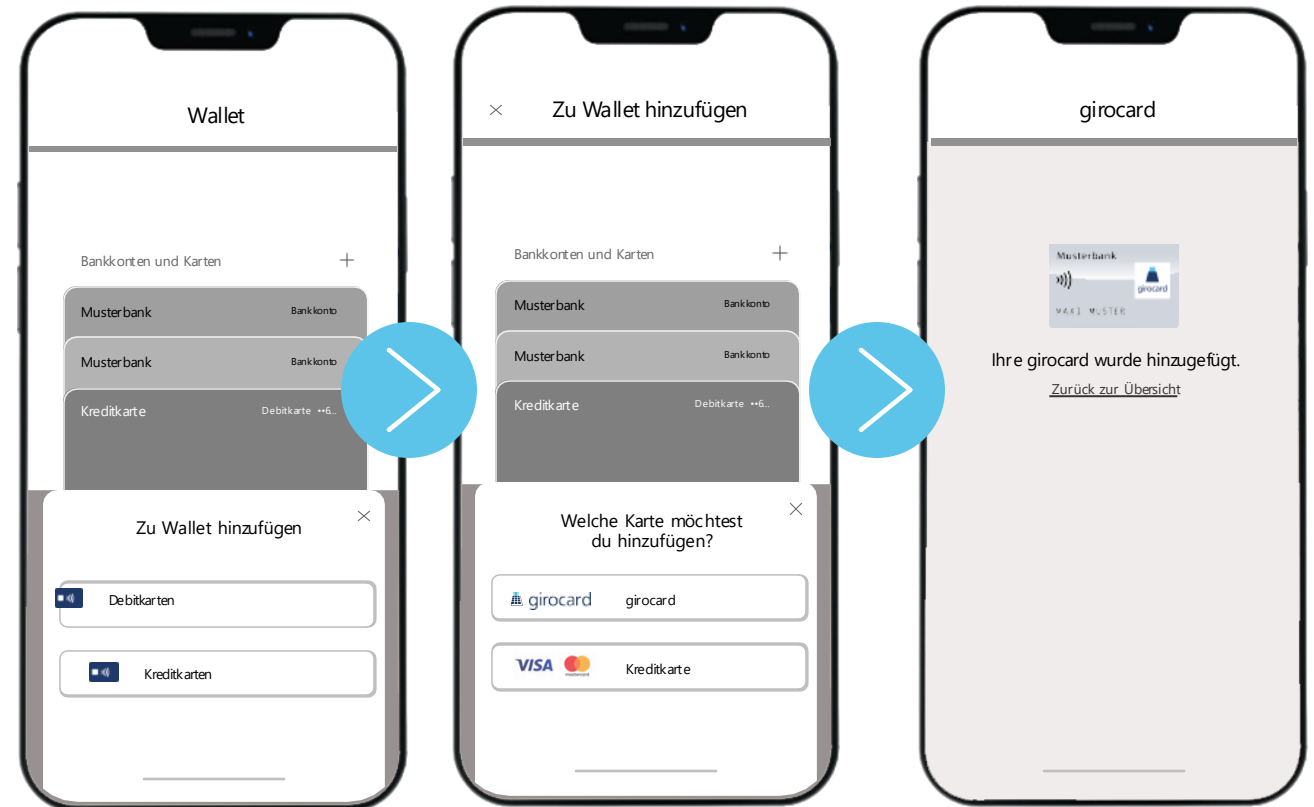 Wallet
Bankkonten und Karten
Musterbank Bankkonto
Musterbank Bankkonto
Kreditkarte Debitkarte ••6...
Zu Wallet hinzufügen
Debitkarten
Kreditkarten
Zu Wallet hinzufügen
Bankkonten und Karten
Musterbank Bankkonto
Musterbank Bankkonto
Kreditkarte Debitkarte ••6...
Welche Karte möchtest
du hinzufügen?
girocard girocard
VISA mastercard Kreditkarte
girocard
Musterbank
girocard
MAXI MUSTER
Ihre girocard wurde hinzugefügt.
Zurück zur Übersicht